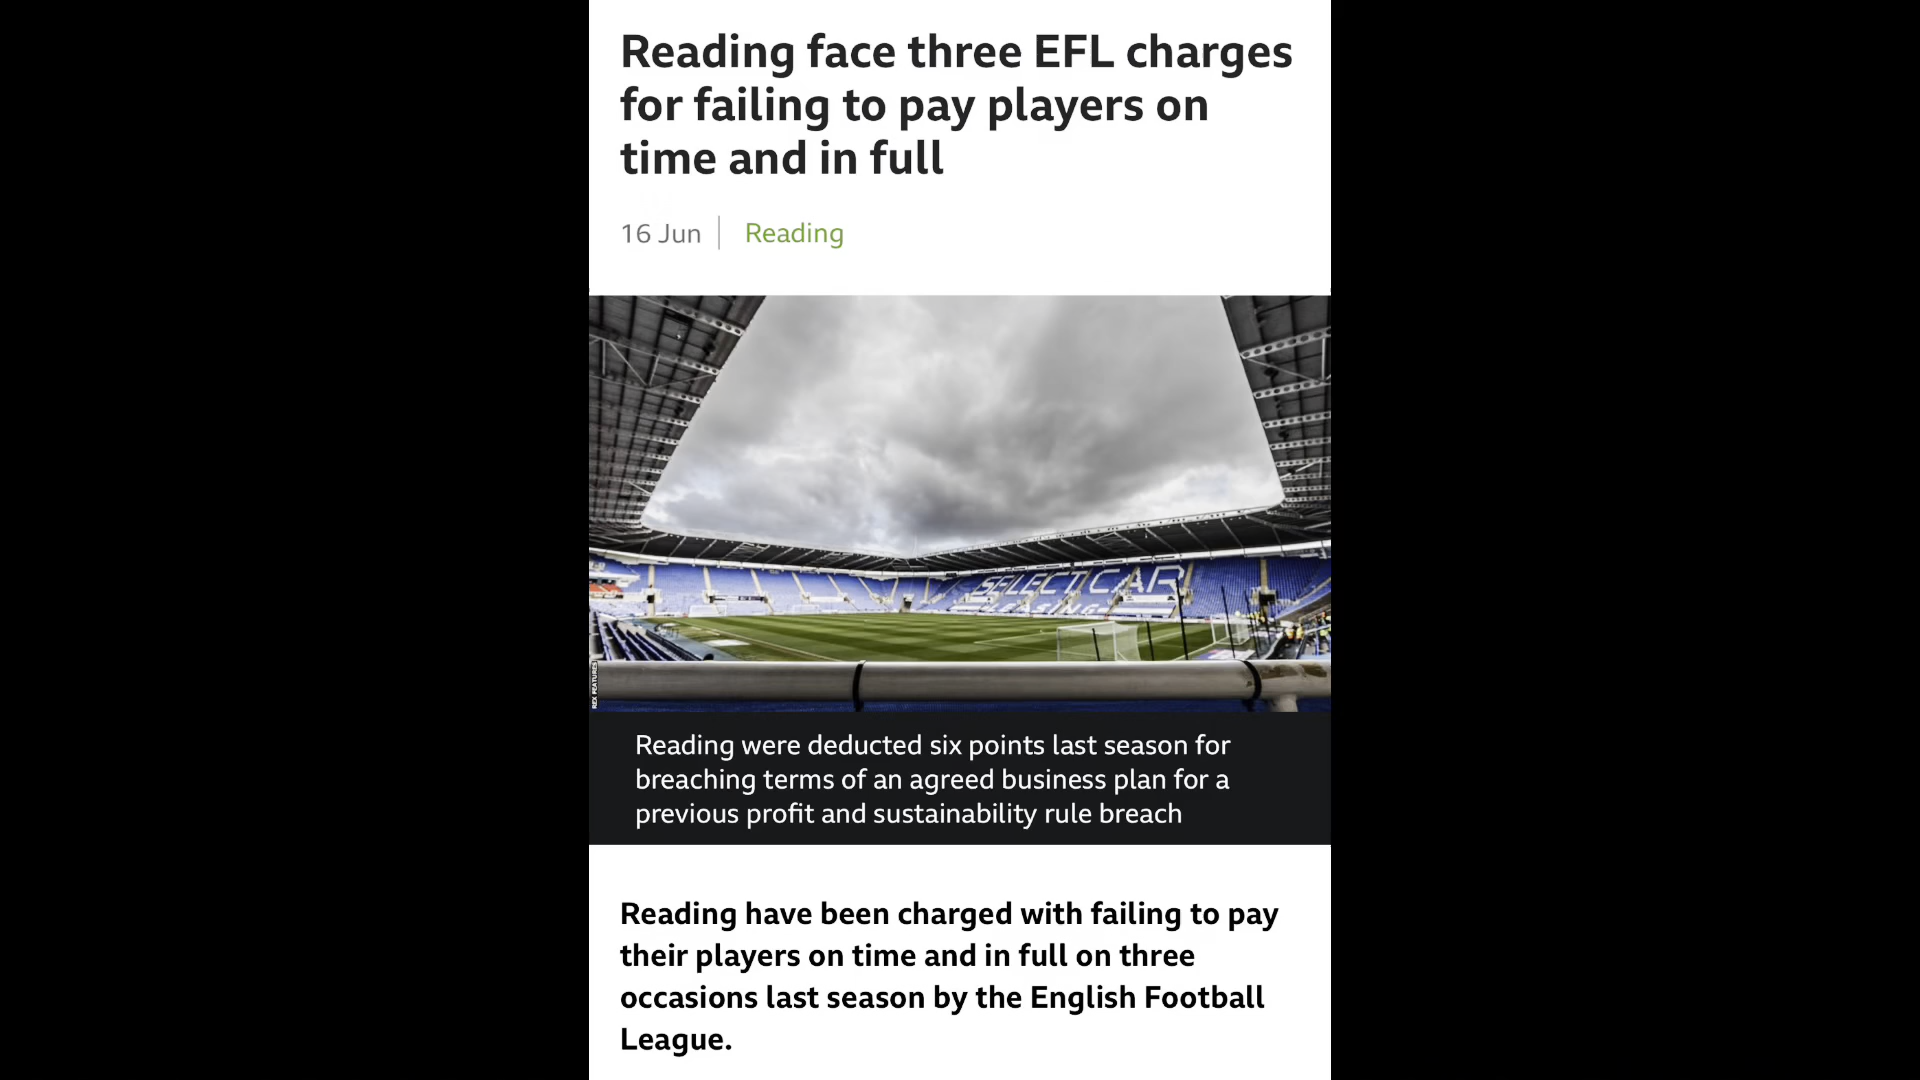 Reading face three EFL charges
for failing to pay players on
time and in full
16 Jun
Reading
SELECT CAR
LEASING
REX FEATURES
Reading were deducted six points last season for
breaching terms of an agreed business plan for a
previous profit and sustainability rule breach
Reading have been charged with failing to pay
their players on time and in full on three
occasions last season by the English Football
League.